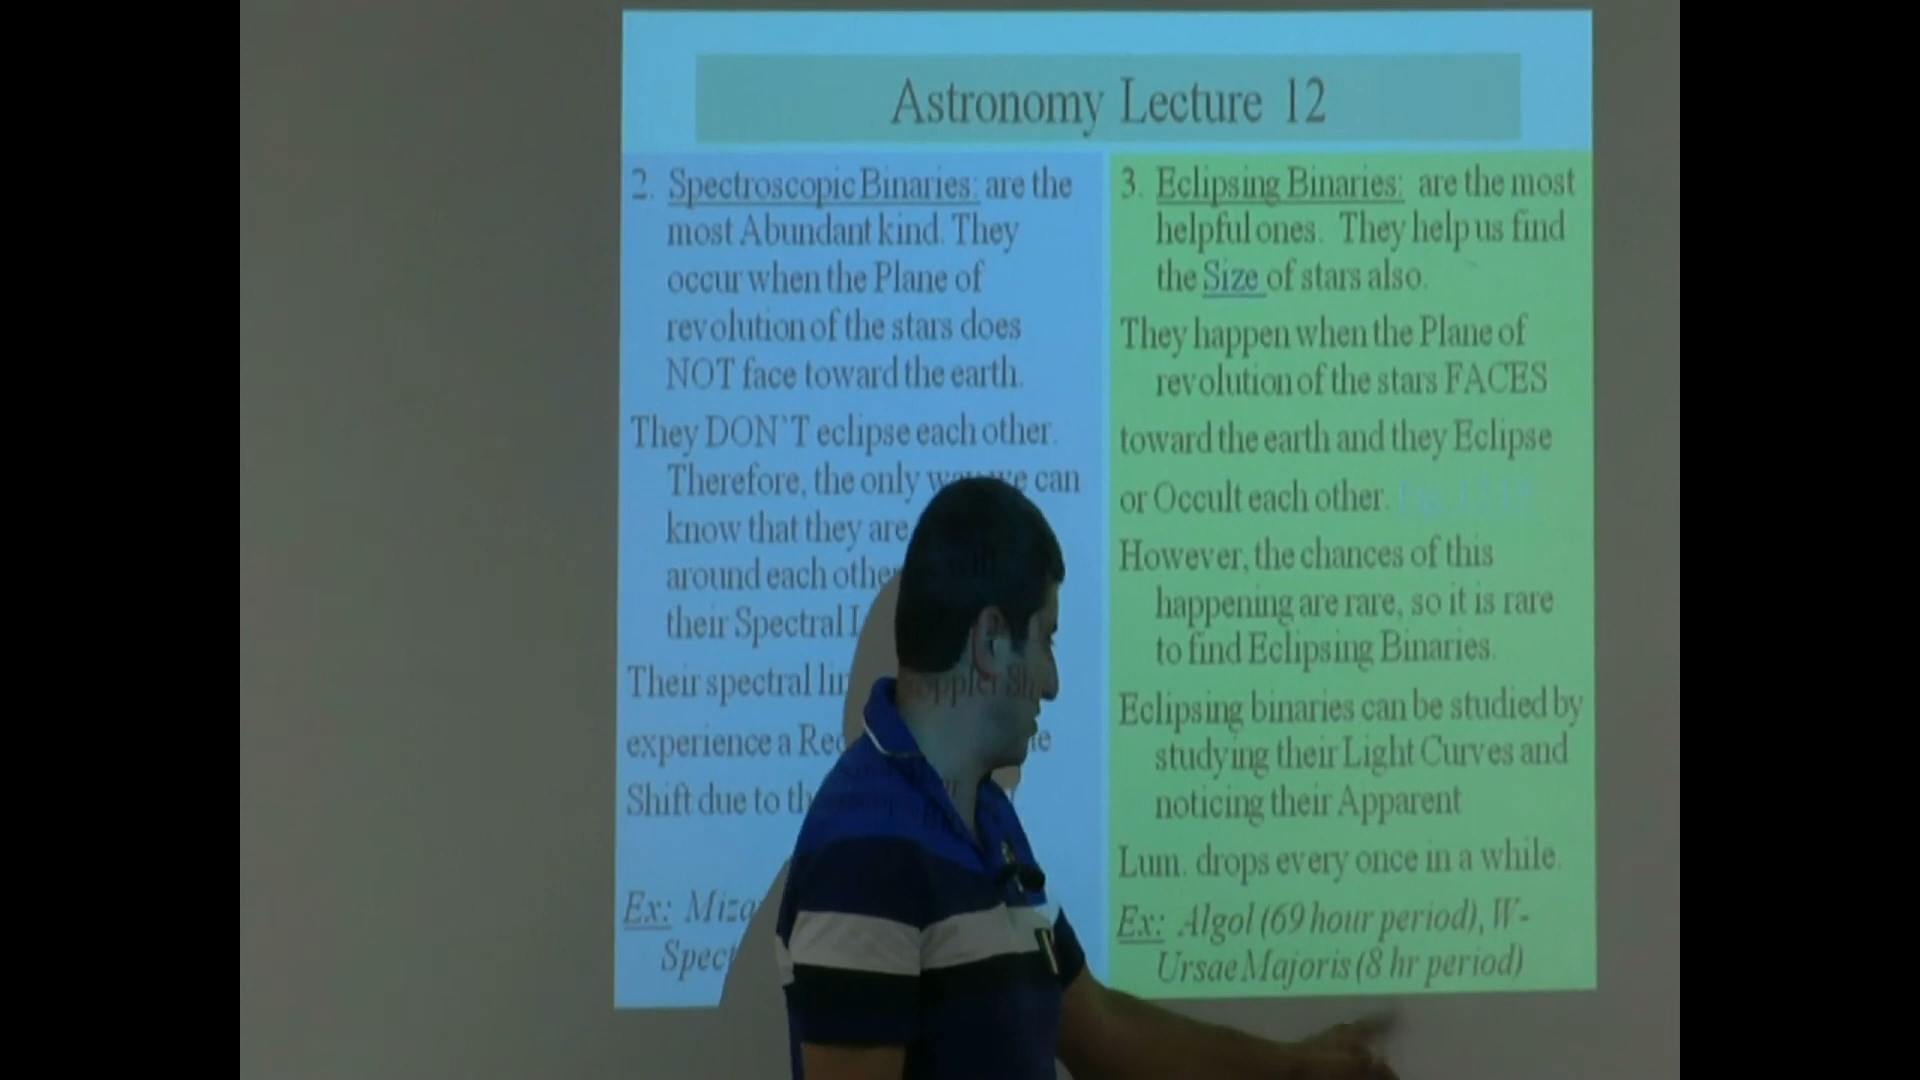 Astronomy Lecture 12
2. Spectroscopic Binaries: are the
most Abundant kind. They
occur when the Plane of
revolution of the stars does
NOT face toward the earth.
They DON`T eclipse each other.
Therefore, the only way we can
know that they are
around each other
their Spectral
Their spectral
experience a
Shift due to
Ex:
3. Eclipsing Binaries: are the most
helpful ones. They help us find
the Size of stars also.
They happen when the Plane of
revolution of the stars FACES
toward the earth and they Eclipse
or Occult each other.
However, the chances of this
happening are rare, so it is rare
to find Eclipsing Binaries.
Eclipsing binaries can be studied by
studying their Light Curves and
noticing their Apparent
Lum. drops every once in a while.
Ex: Algol (69 hour period), W-
Ursae Majoris (8 hr period)